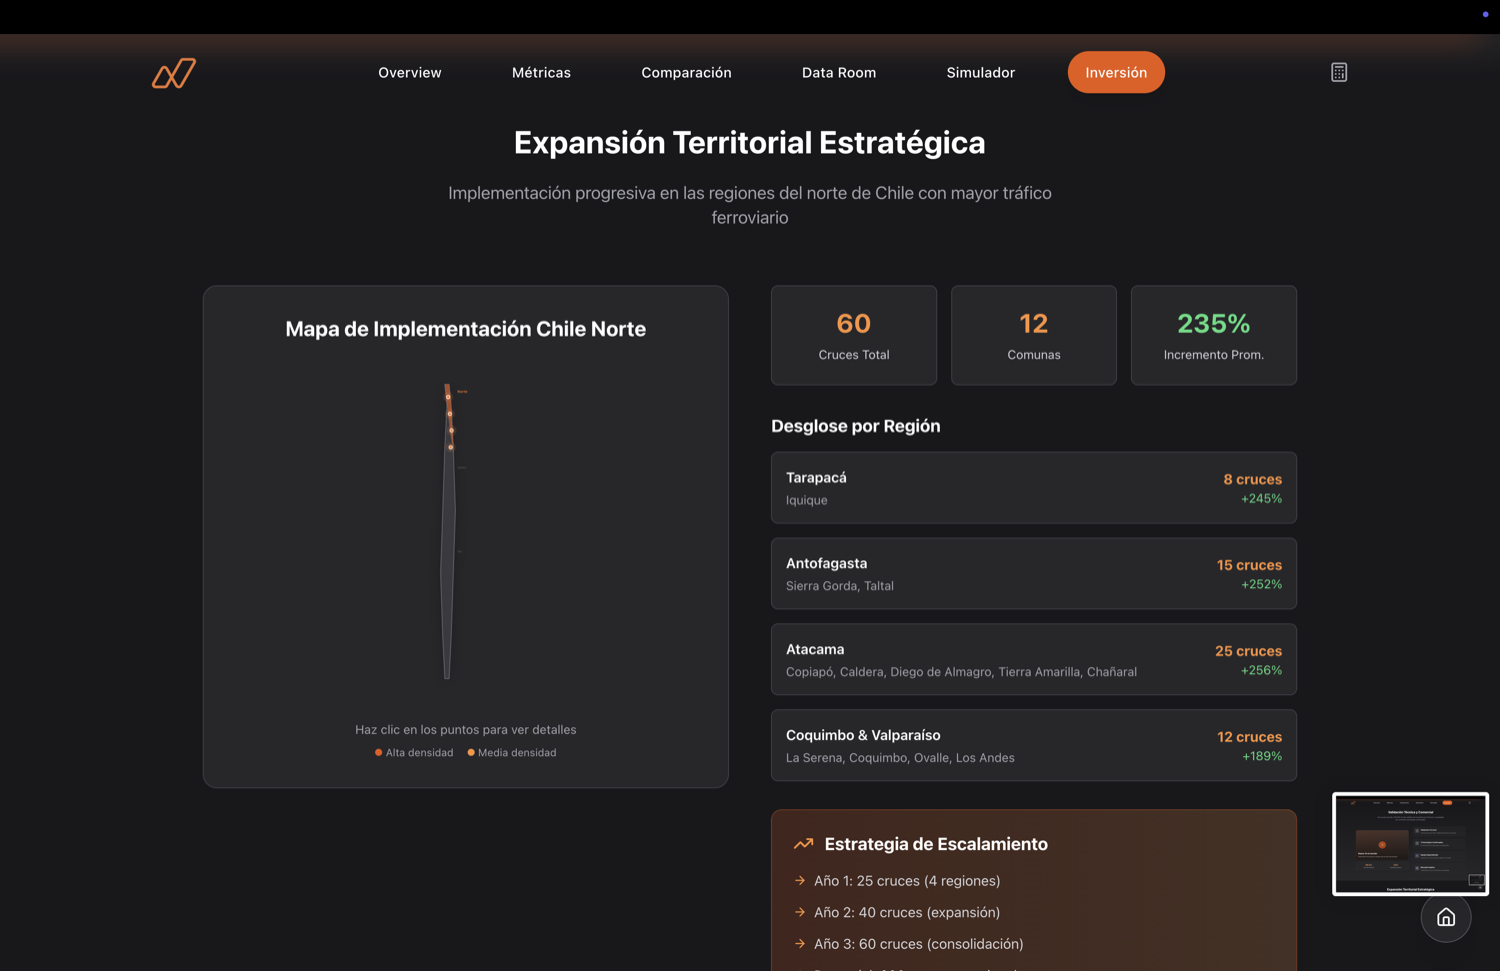 Overview
Métricas
Comparación
Data Room
Simulador
Inversión
Expansión Territorial Estratégica
Implementación progresiva en las regiones del norte de Chile con mayor tráfico
ferroviario
Mapa de Implementación Chile Norte
Haz clic en los puntos para ver detalles
Alta densidad
Media densidad
60
Cruces Total
12
Comunas
235%
Incremento Prom.
Desglose por Región
Tarapacá
8 cruces
Iquique
+245%
Antofagasta
15 cruces
Sierra Gorda, Taltal
+252%
Atacama
25 cruces
Copiapó, Caldera, Diego de Almagro, Tierra Amarilla, Chañaral
+256%
Coquimbo & Valparaíso
12 cruces
La Serena, Coquimbo, Ovalle, Los Andes
+189%
Estrategia de Escalamiento
Año 1: 25 cruces (4 regiones)
Año 2: 40 cruces (expansión)
Año 3: 60 cruces (consolidación)
Expansión Territorial Estratégica